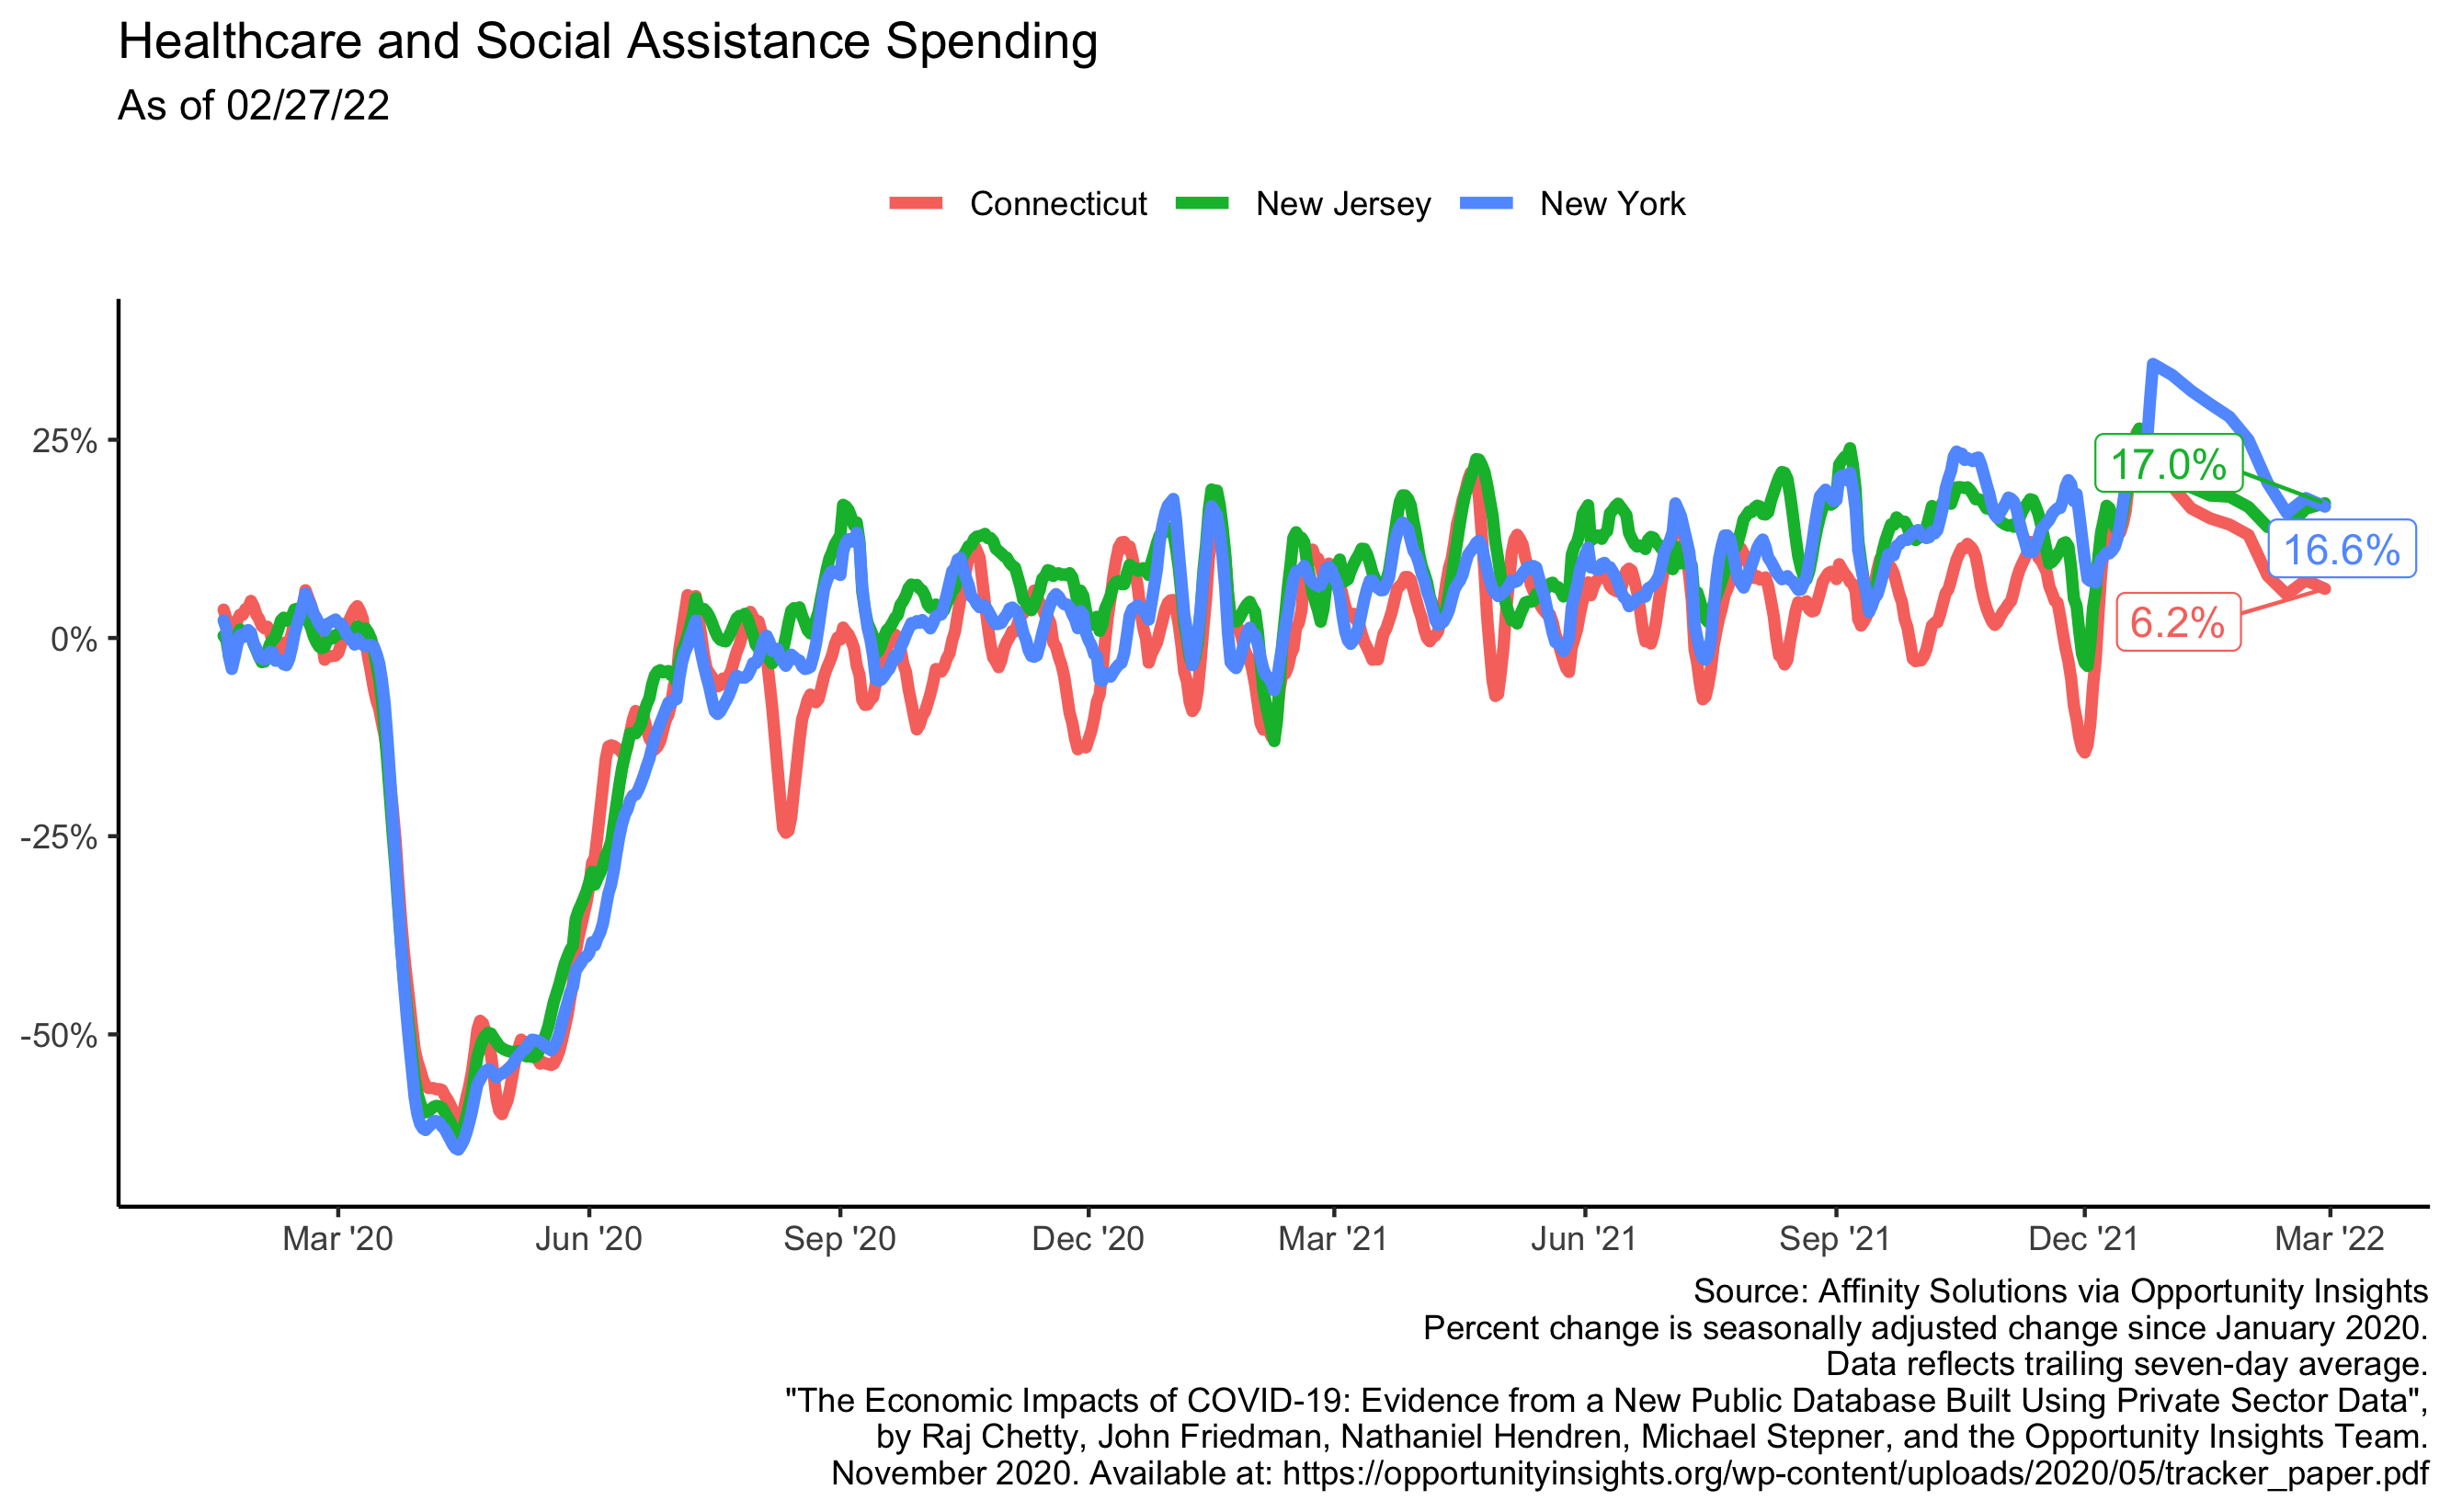 Healthcare and Social Assistance Spending
As of 02/27/22
Connecticut New Jersey New York
25%
0%
-25%
-50%
17.0%
16.6%
6.2%
Mar '20 Jun '20 Sep '20 Dec '20 Mar '21 Jun '21 Sep '21 Dec '21 Mar '22
Source: Affinity Solutions via Opportunity Insights
Percent change is seasonally adjusted change since January 2020.
Data reflects trailing seven-day average.
"The Economic Impacts of COVID-19: Evidence from a New Public Database Built Using Private Sector Data",
by Raj Chetty, John Friedman, Nathaniel Hendren, Michael Stepner, and the Opportunity Insights Team.
November 2020. Available at: https://opportunityinsights.org/wp-content/uploads/2020/05/tracker_paper.pdf